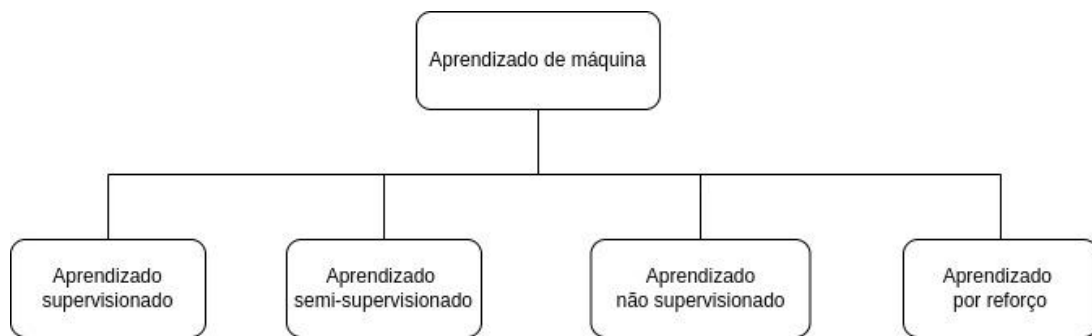 Aprendizado de máquina
Aprendizado
supervisionado
Aprendizado
semi-supervisionado
Aprendizado
não supervisionado
Aprendizado
por reforço